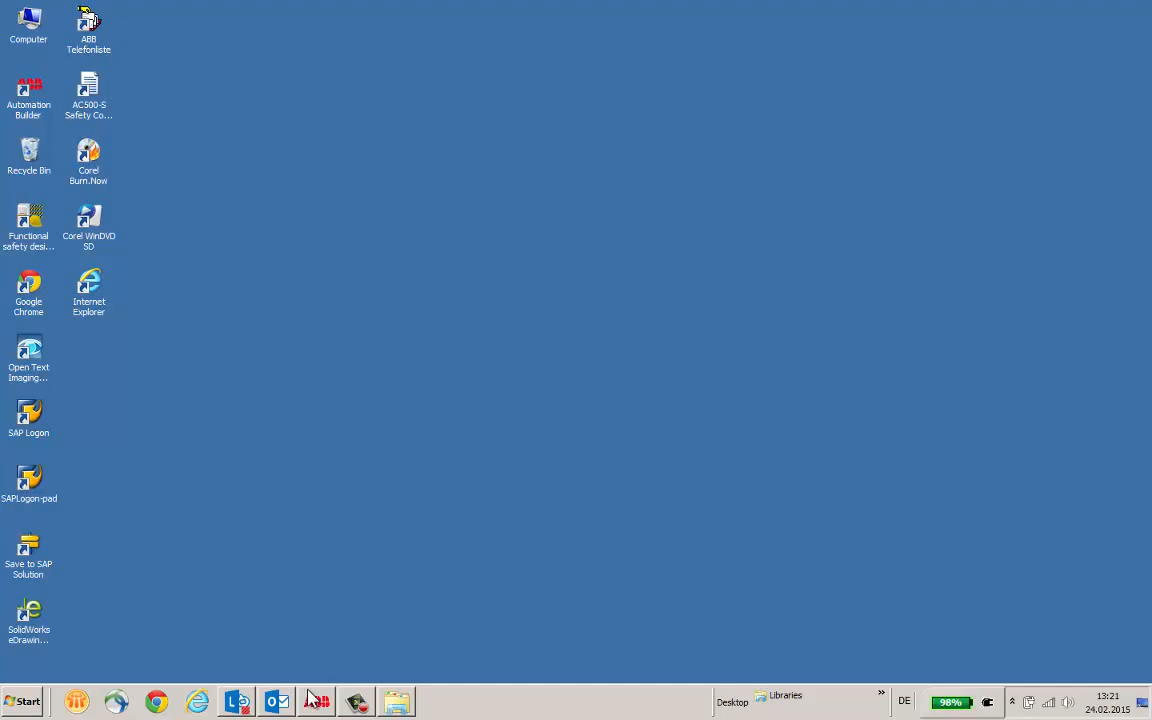 Computer
ABB
Telefonliste
Automation
Builder
AC500-S
Safety Co...
Recycle Bin
Corel
Burn.Now
Functional
safety desi...
Corel WinDVD
SD
Google
Chrome
Internet
Explorer
Open Text
Imaging...
SAP Logon
SAPLogon-pad
Save to SAP
Solution
SolidWorks
eDrawin...
Start
Desktop
Libraries
»
DE
98%
13:21
24.02.2015